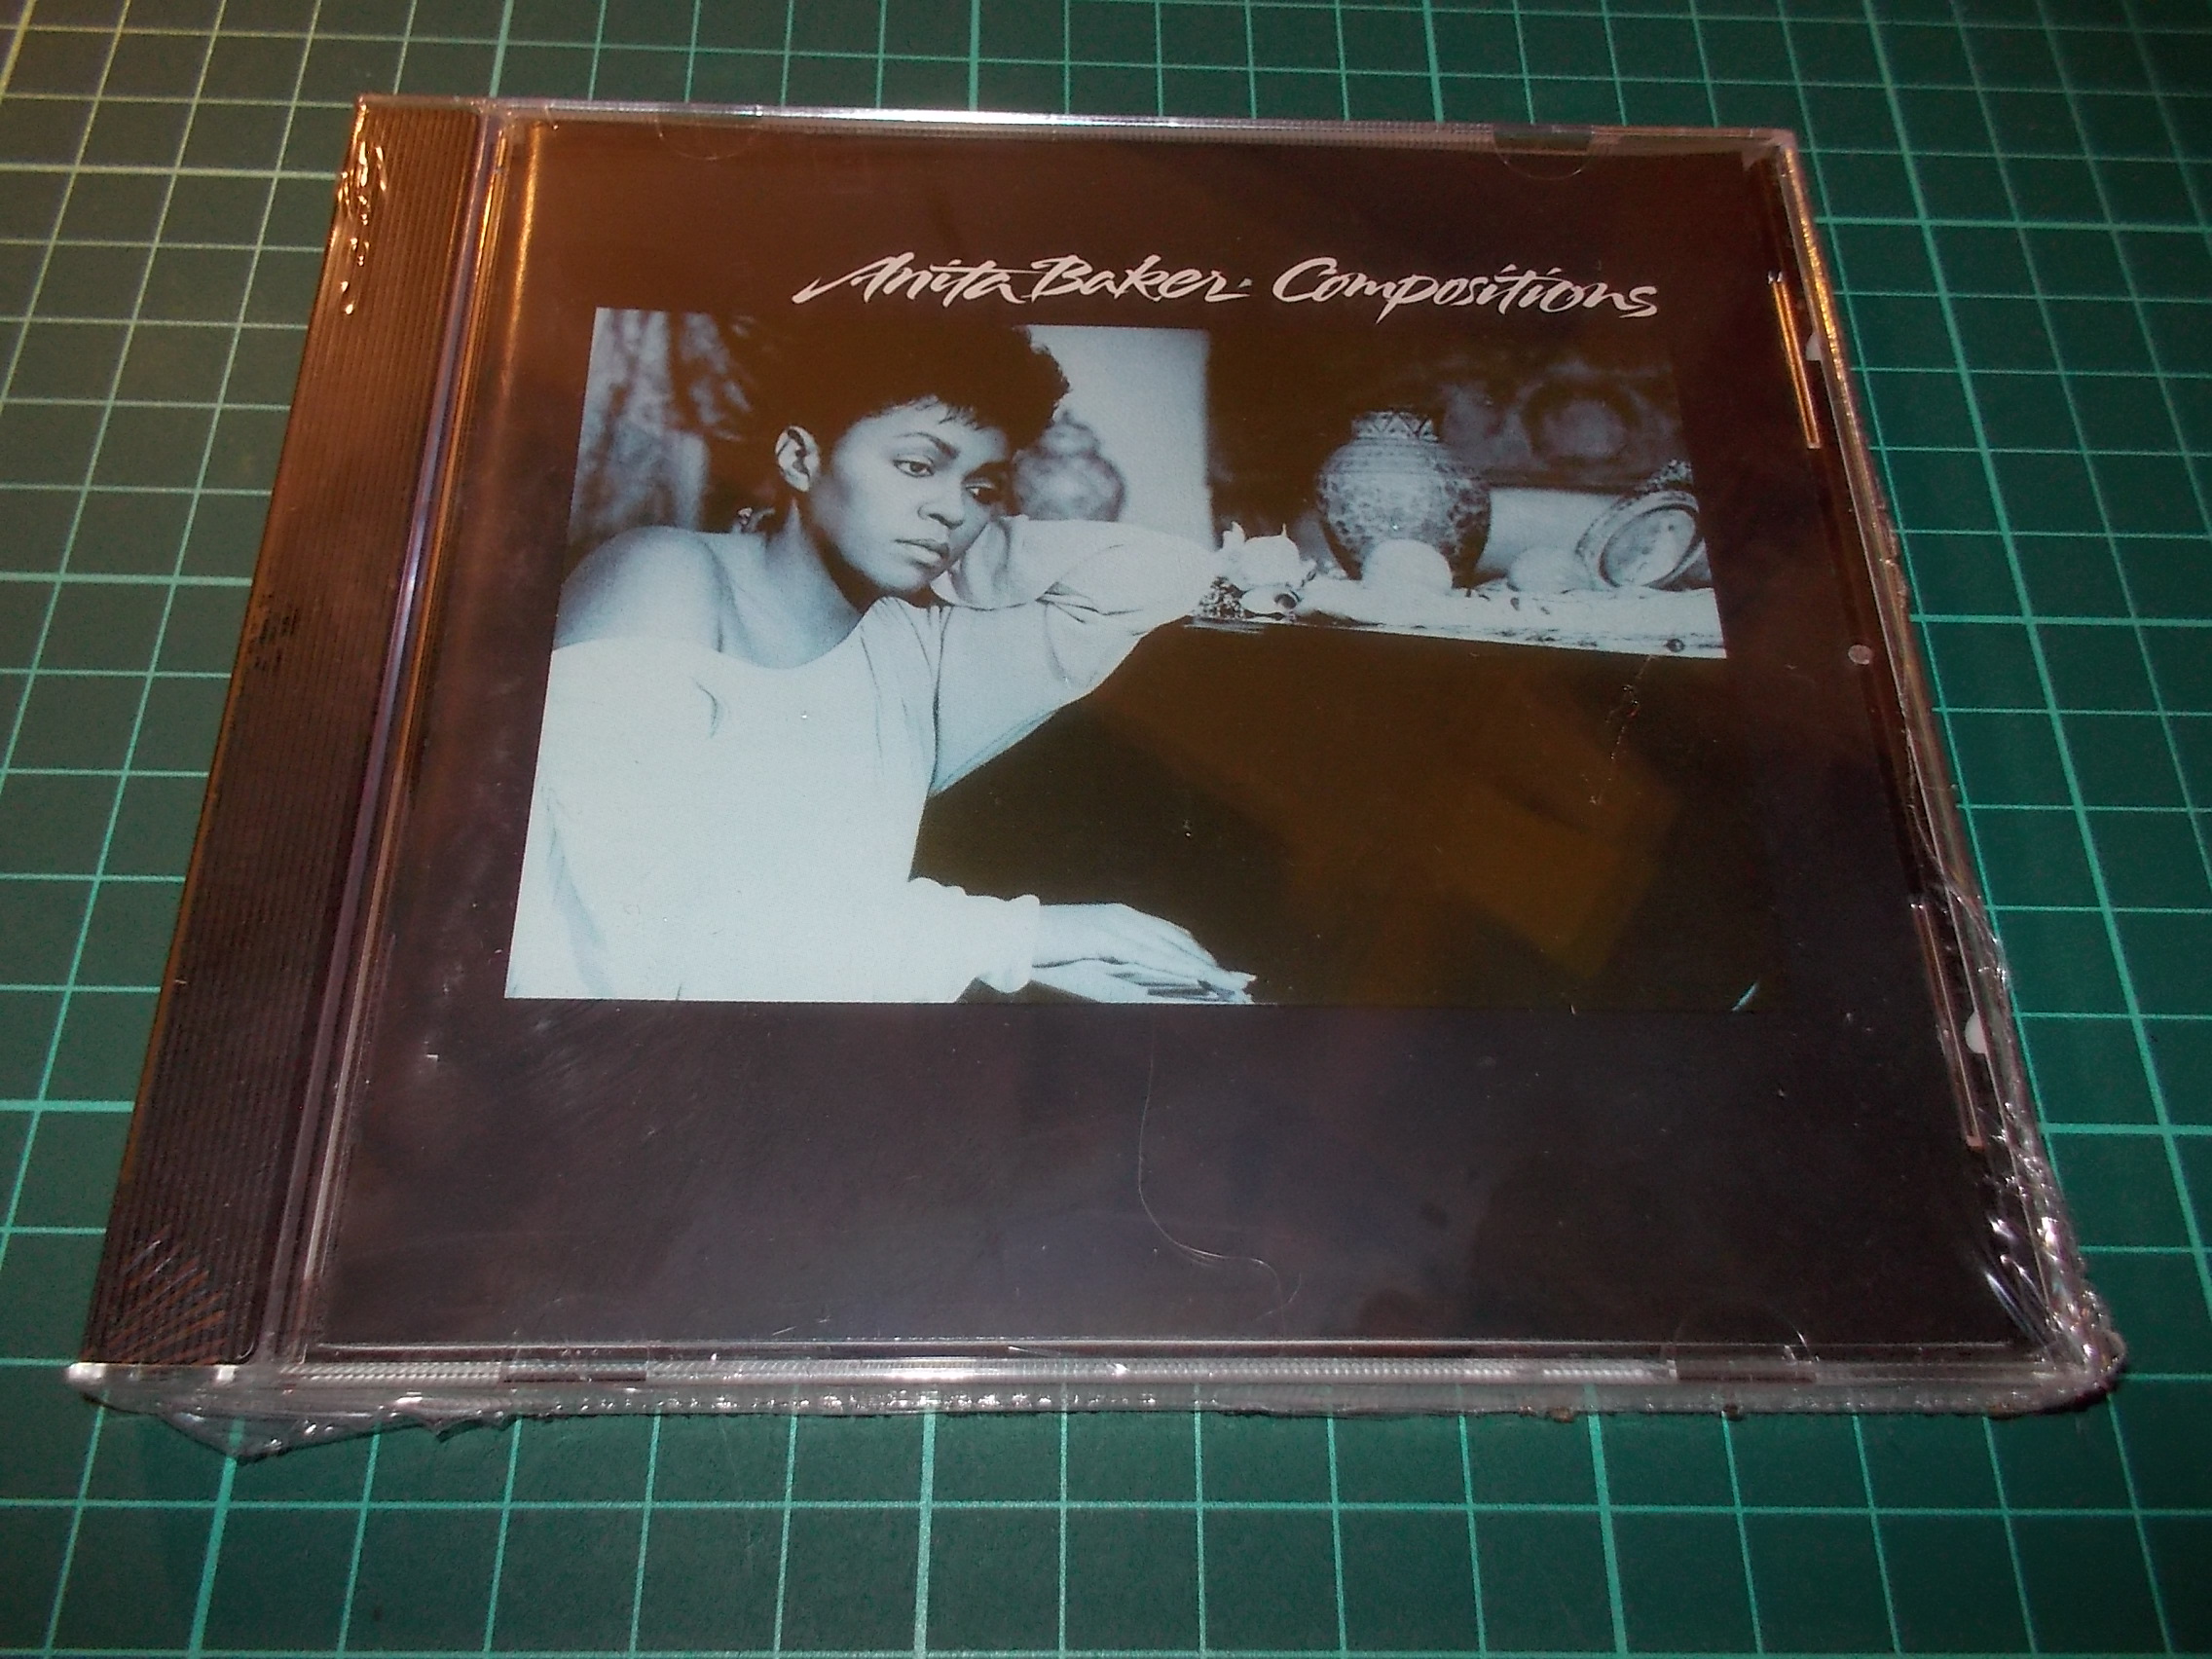 Anita Baker · Compositions